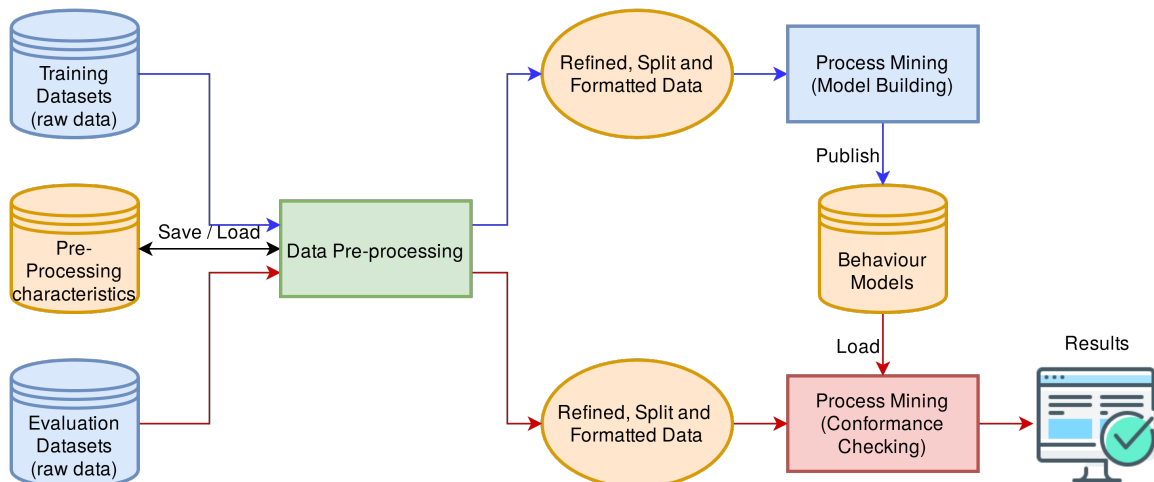 Training
Datasets
(raw data)
Refined, Split and
Formatted Data
Process Mining
(Model Building)
Publish
Save / Load
Pre-
Processing
characteristics
Data Pre-processing
Behaviour
Models
Load
Results
Evaluation
Datasets
(raw data)
Refined, Split and
Formatted Data
Process Mining
(Conformance
Checking)